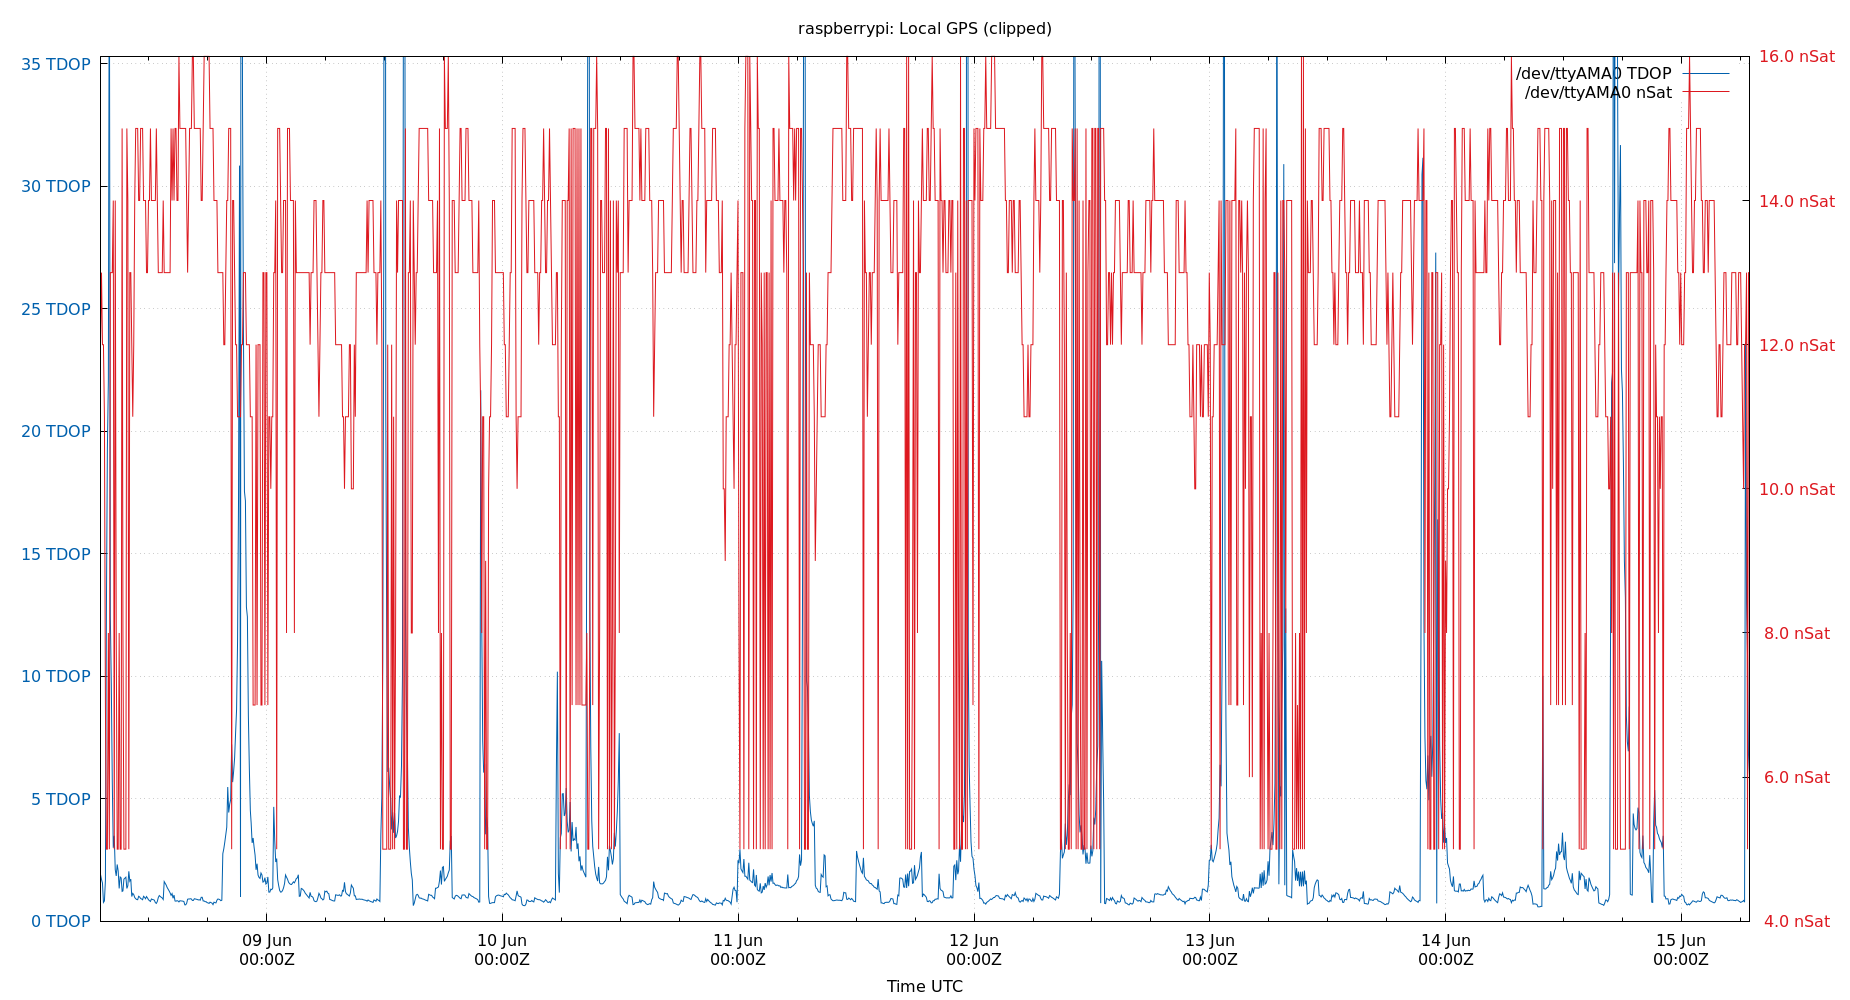 raspberrypi: Local GPS (clipped)
35 TDOP
30 TDOP
25 TDOP
20 TDOP
15 TDOP
10 TDOP
5 TDOP
0 TDOP
16.0 nSat
14.0 nSat
12.0 nSat
10.0 nSat
8.0 nSat
6.0 nSat
4.0 nSat
/dev/ttyAMA0 TDOP
/dev/ttyAMA0 nSat
09 Jun
00:00Z
10 Jun
00:00Z
11 Jun
00:00Z
12 Jun
00:00Z
13 Jun
00:00Z
14 Jun
00:00Z
15 Jun
00:00Z
Time UTC